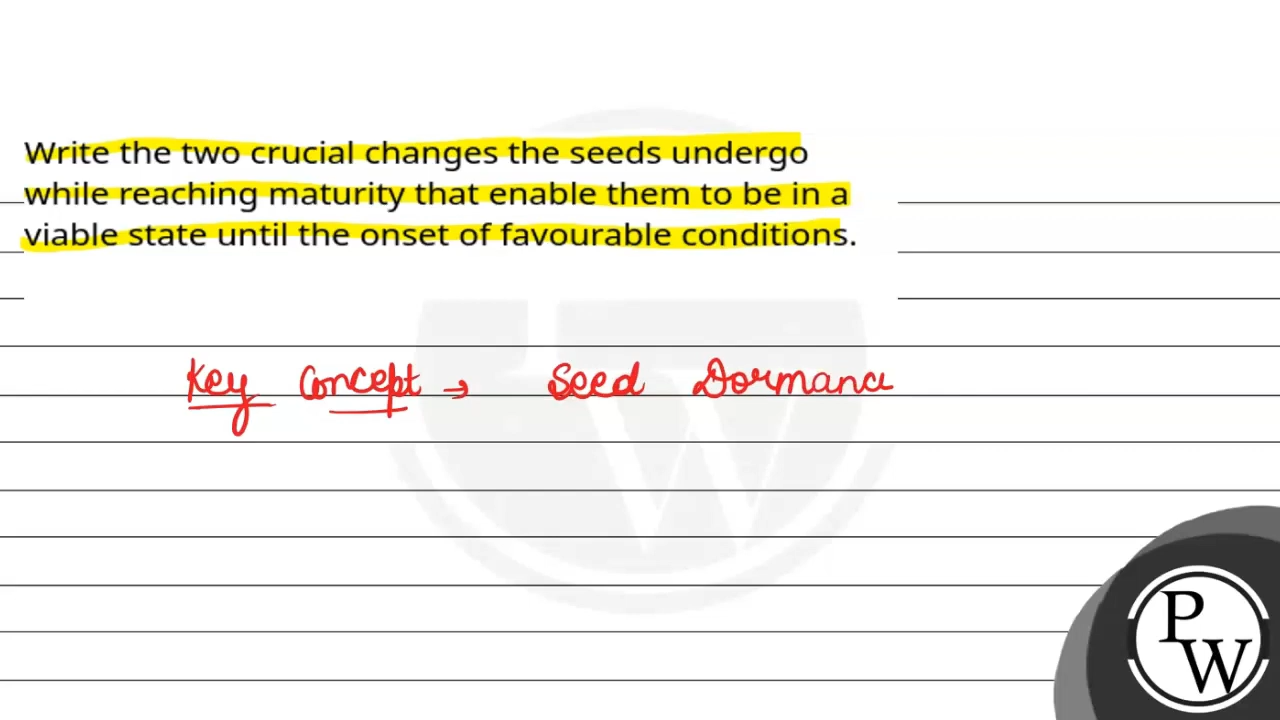 Write the two crucial changes the seeds undergo
while reaching maturity that enable them to be in a
viable state until the onset of favourable conditions.
Key Concept → Seed Dormanc
P
W